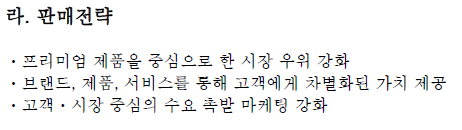 라. 판매전략
・프리미엄 제품을 중심으로 한 시장 우위 강화
・브랜드, 제품, 서비스를 통해 고객에게 차별화된 가치 제공
・고객・시장 중심의 수요 촉발 마케팅 강화